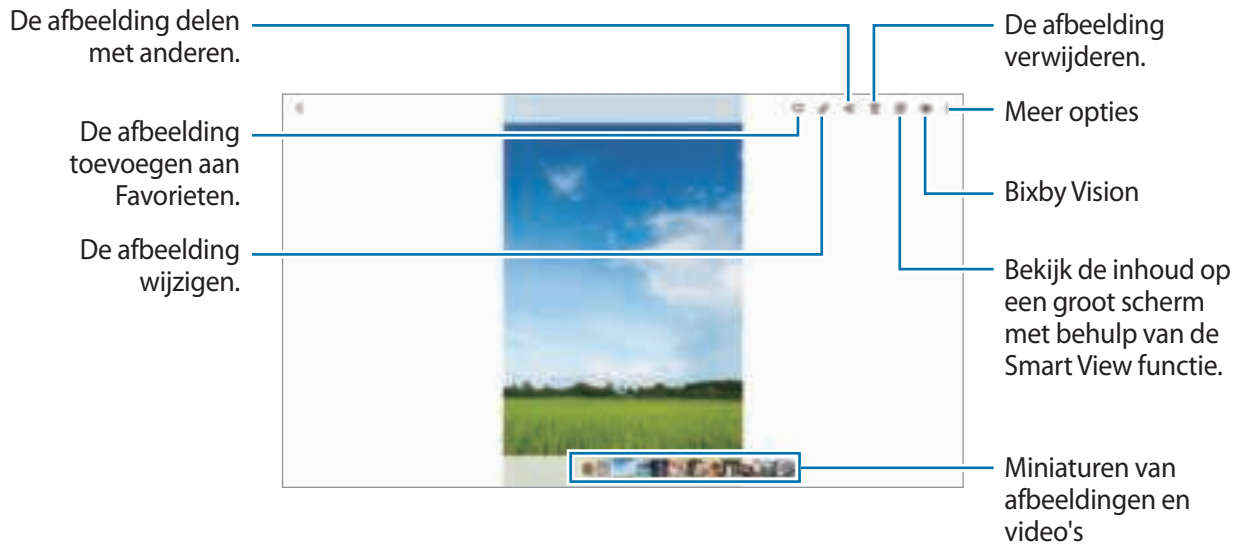 De afbeelding delen
met anderen.
De afbeelding
toevoegen aan
Favorieten.
De afbeelding
wijzigen.
De afbeelding
verwijderen.
Meer opties
Bixby Vision
Bekijk de inhoud op
een groot scherm
met behulp van de
Smart View functie.
Miniaturen van
afbeeldingen en
video's